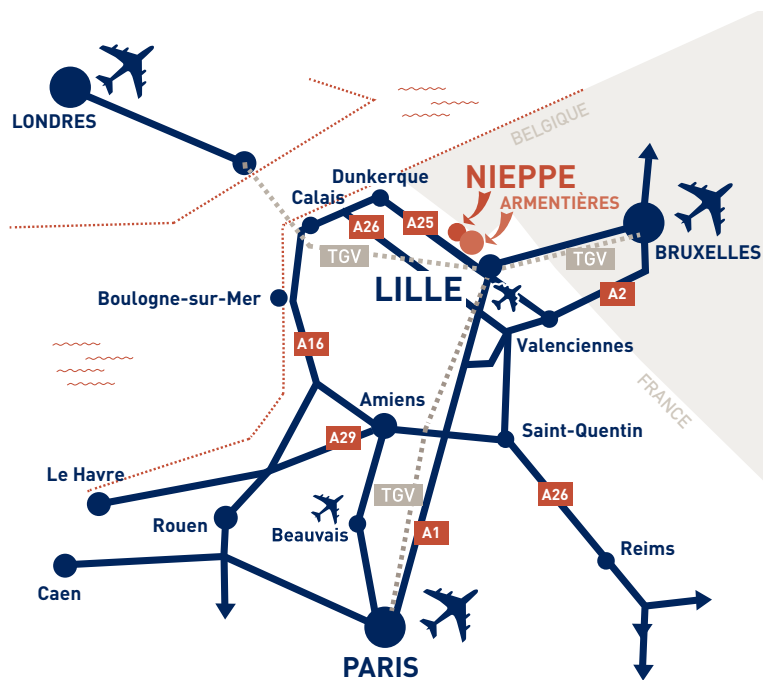 LONDRES
BELGIQUE
Dunkerque
NIEPPE
Calais
ARMENTIÈRES
A26
A25
TGV
TGV
BRUXELLES
LILLE
Boulogne-sur-Mer
A2
A16
Valenciennes
FRANCE
Amiens
A29
Saint-Quentin
Le Havre
TGV
A26
Rouen
Beauvais
A1
Reims
Caen
PARIS